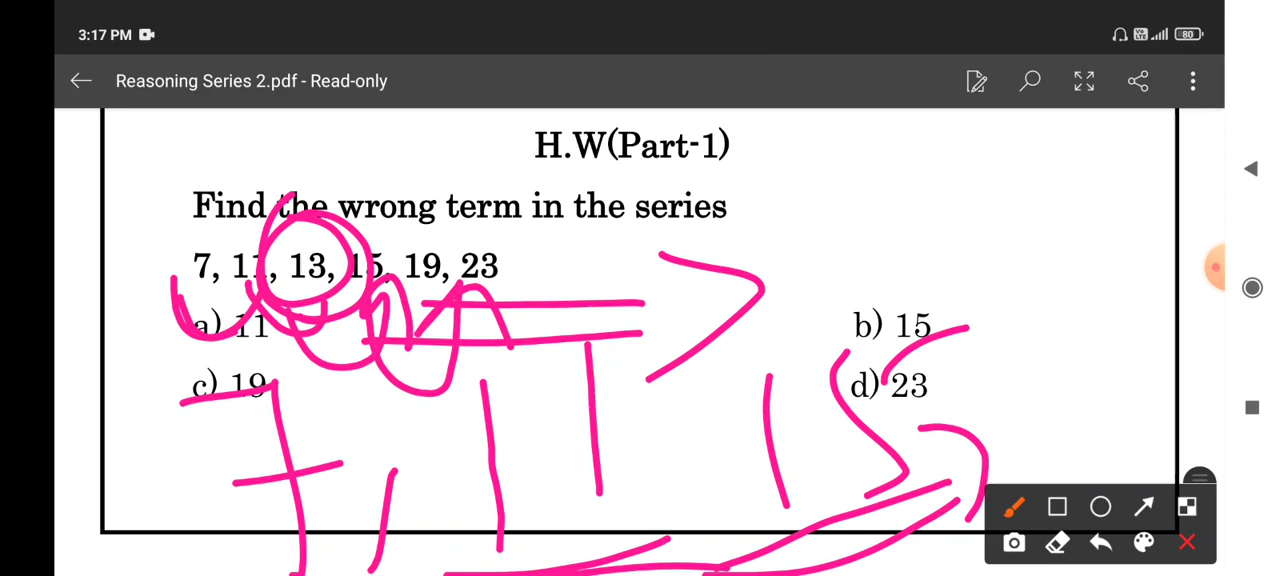 3:17 PM
80
Reasoning Series 2.pdf - Read-only
H.W(Part-1)
Find the wrong term in the series
7, 11, 13, 15, 19, 23
a) 11
b) 15
c) 19
d) 23